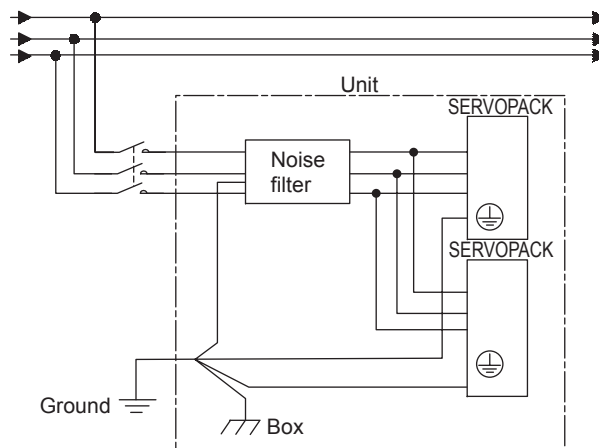 Unit
SERVOPACK
Noise
filter
SERVOPACK
Ground
Box